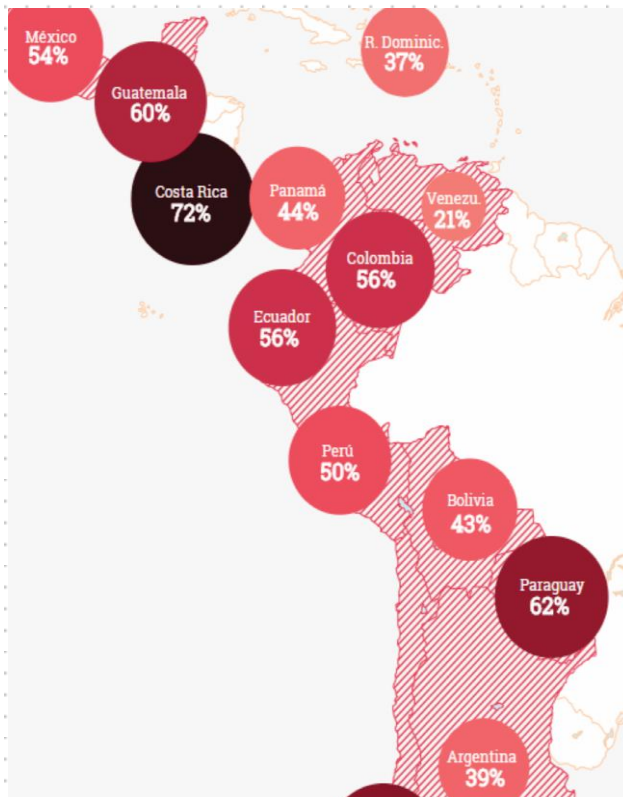 México
54%
R. Dominic.
37%
Guatemala
60%
Costa Rica
72%
Panamá
44%
Venezu.
21%
Colombia
56%
Ecuador
56%
Perú
50%
Bolivia
43%
Paraguay
62%
Argentina
39%